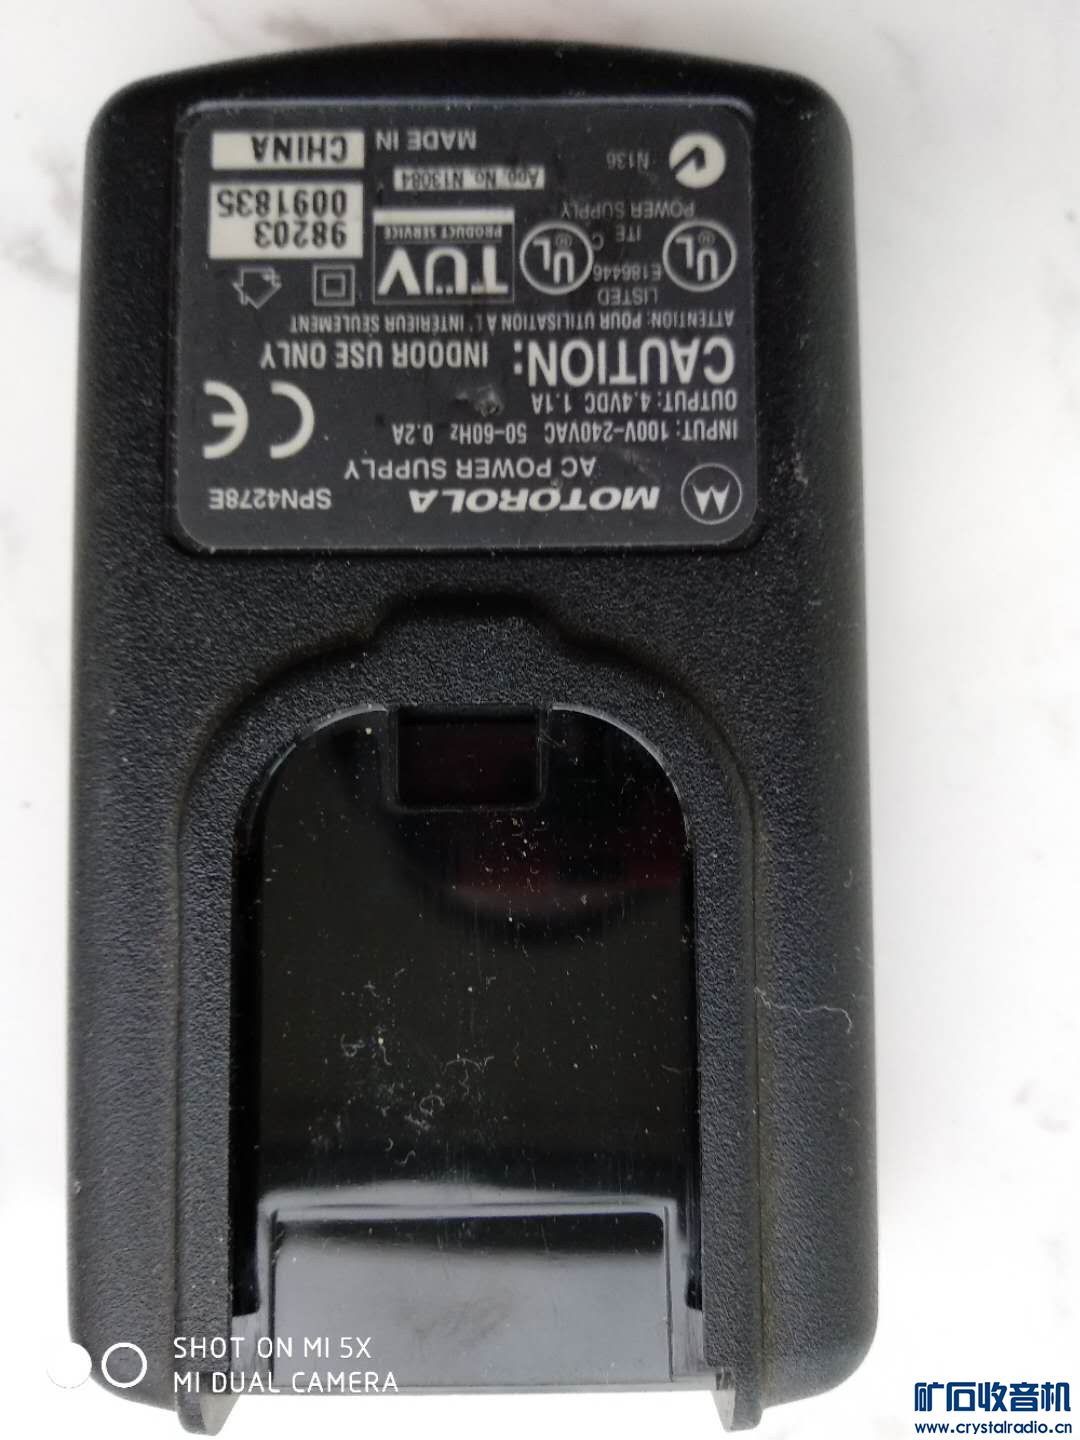 MOTOROLA SPN4278E
AC POWER SUPPLY
INPUT: 100V-240VAC 50-60Hz 0.2A
OUTPUT: 4.4VDC 1.1A
CE
CAUTION: INDOOR USE ONLY
ATTENTION: POUR UTILISATION À L'INTÉRIEUR SEULEMENT
LISTED
E186446
UL
ITE
POWER SUPPLY
C UL
TÜV
PRODUCT SERVICE
98203
0091835
App. No. N13084
N136
MADE IN CHINA
SHOT ON MI 5X
MI DUAL CAMERA
矿石收音机
www.crystalradio.cn